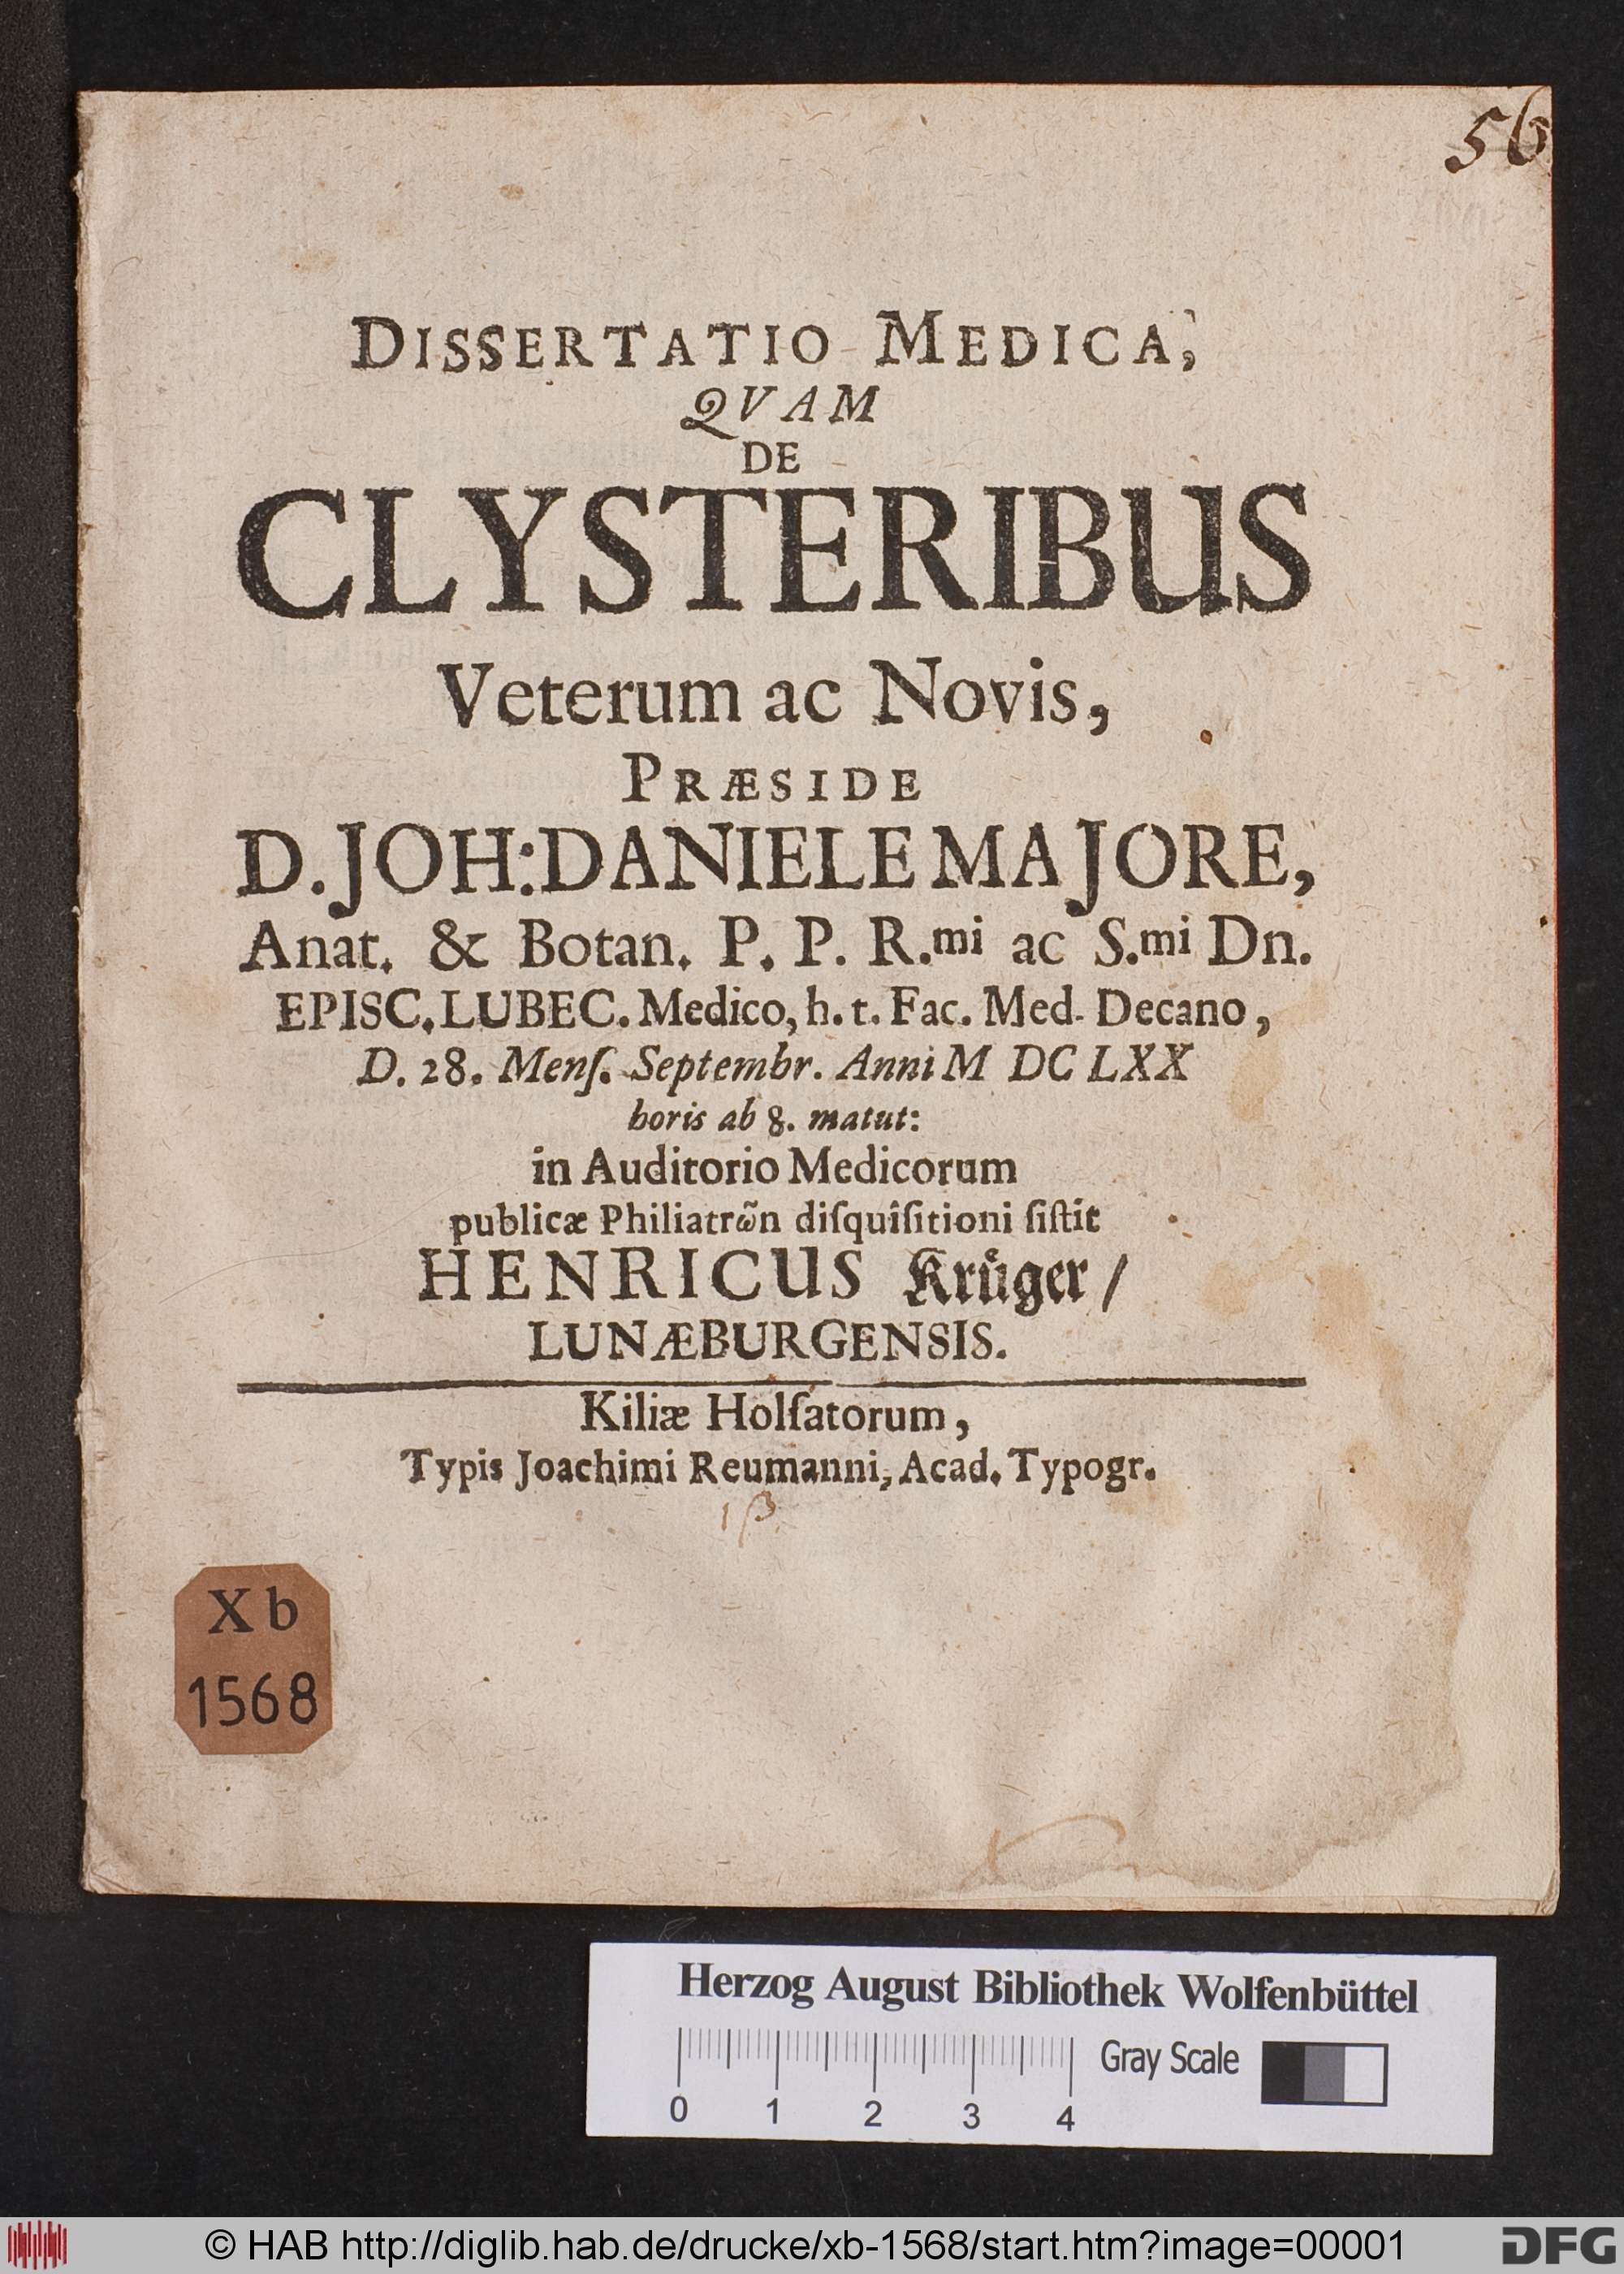 56
DISSERTATIO MEDICA,
QVAM
DE
CLYSTERIBUS
Veterum ac Novis,
PRÆSIDE
D. JOH: DANIELE MAJORE,
Anat. & Botan. P. P. R.mi ac S.mi Dn.
EPISC. LUBEC. Medico, h. t. Fac. Med. Decano,
D. 28. Menſ. Septembr. Anni M DC LXX
horis ab 8. matut:
in Auditorio Medicorum
publicæ Philiatrω̃n diſquiſitioni ſiſtit
HENRICUS Krůger /
LUNÆBURGENSIS.
Kiliæ Holſatorum,
Typis Joachimi Reumanni, Acad. Typogr.
Xb
1568
Herzog August Bibliothek Wolfenbüttel
Gray Scale
0 1 2 3 4
© HAB http://diglib.hab.de/drucke/xb-1568/start.htm?image=00001
DFG